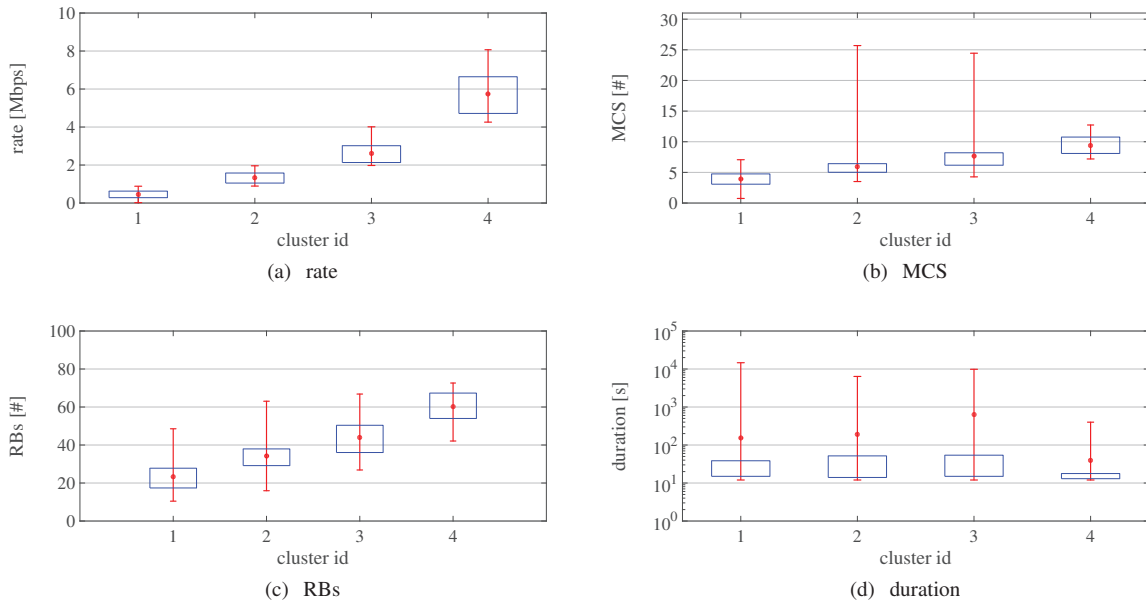 10
8
6
4
2
0
rate [Mbps]
1 2 3 4
cluster id
(a) rate
30
25
20
15
10
5
0
MCS [#]
1 2 3 4
cluster id
(b) MCS
100
80
60
40
20
0
RBs [#]
1 2 3 4
cluster id
(c) RBs
10^5
10^4
10^3
10^2
10^1
10^0
duration [s]
1 2 3 4
cluster id
(d) duration